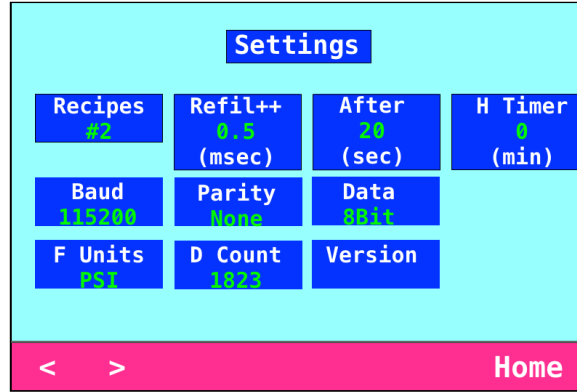 Settings
Recipes
#2
Refil++
0.5
(msec)
After
20
(sec)
H Timer
0
(min)
Baud
115200
Parity
None
Data
8Bit
F Units
PSI
D Count
1823
Version
< >
Home